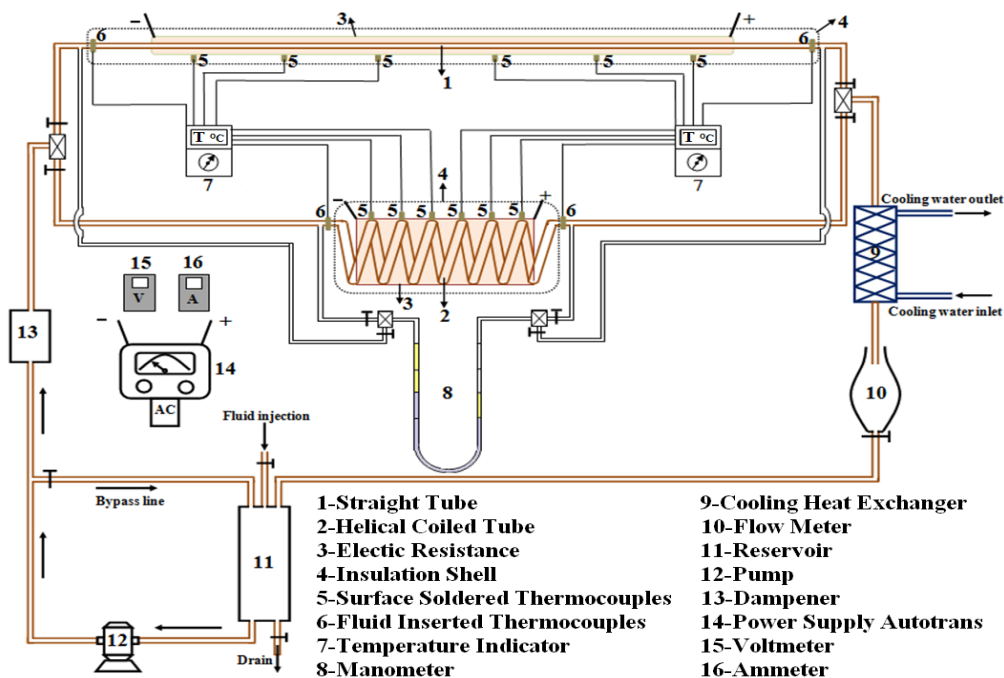 − 3 + 4
6 6
5 5 5 5 5 5
1
T °C T °C
7 7
4
− +
6 5 5 5 5 5 5 6
Cooling water outlet
9
3 2
Cooling water inlet
15 16
V A
− +
13
14
8
10
AC
Fluid injection
Bypass line
11
12
Drain
1-Straight Tube
2-Helical Coiled Tube
3-Electic Resistance
4-Insulation Shell
5-Surface Soldered Thermocouples
6-Fluid Inserted Thermocouples
7-Temperature Indicator
8-Manometer
9-Cooling Heat Exchanger
10-Flow Meter
11-Reservoir
12-Pump
13-Dampener
14-Power Supply Autotrans
15-Voltmeter
16-Ammeter